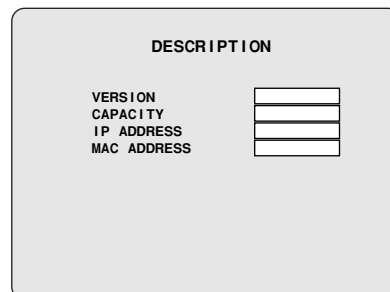 DESCRIPTION
VERSION
CAPACITY
IP ADDRESS
MAC ADDRESS